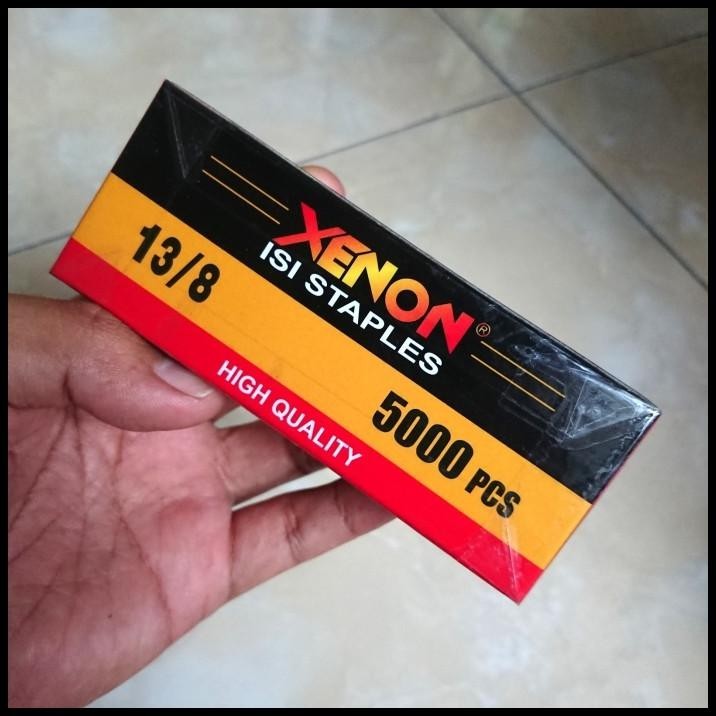 XENON®
ISI STAPLES
13/8
5000 PCS
HIGH QUALITY